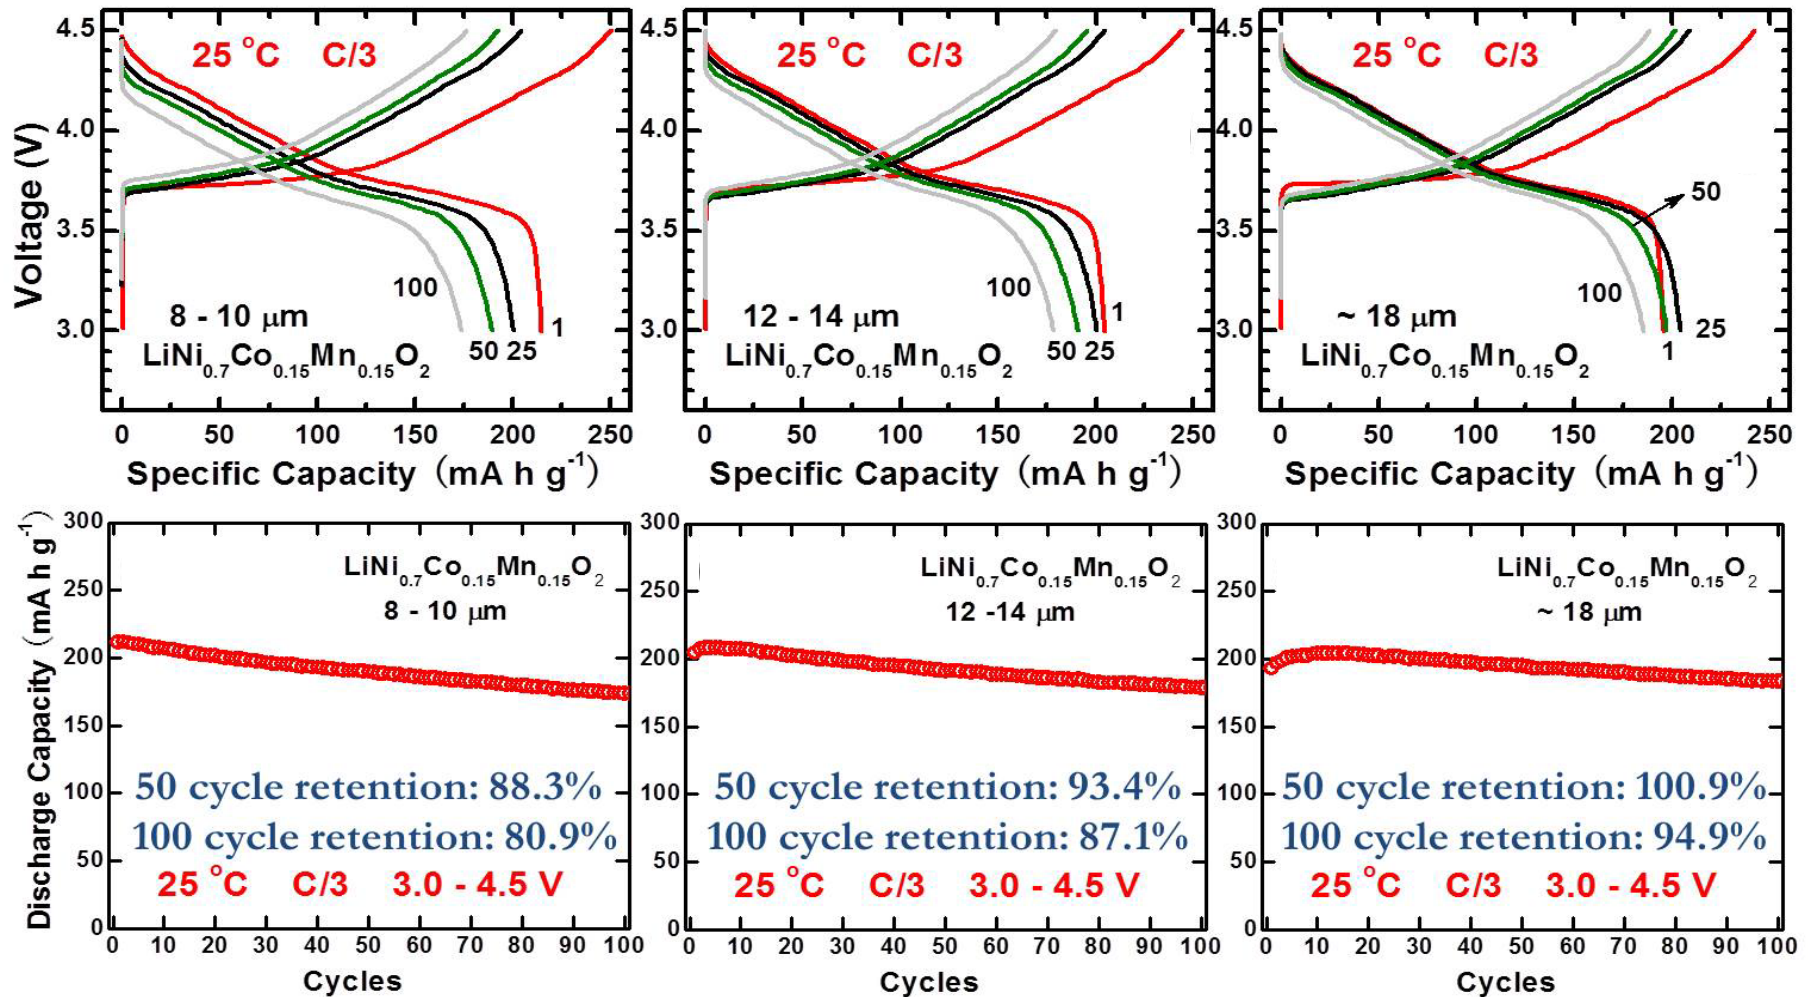 4.5
4.0
3.5
3.0
Voltage (V)
25 °C C/3
100
50
25
1
8 - 10 μm
LiNi0.7Co0.15Mn0.15O2
0 50 100 150 200 250
Specific Capacity (mA h g-1)
4.5
4.0
3.5
3.0
25 °C C/3
100
50
25
1
12 - 14 μm
LiNi0.7Co0.15Mn0.15O2
0 50 100 150 200 250
Specific Capacity (mA h g-1)
4.5
4.0
3.5
3.0
25 °C C/3
50
100
25
1
~ 18 μm
LiNi0.7Co0.15Mn0.15O2
0 50 100 150 200 250
Specific Capacity (mA h g-1)
300
250
200
150
100
50
0
Discharge Capacity (mA h g-1)
LiNi0.7Co0.15Mn0.15O2
8 - 10 μm
50 cycle retention: 88.3%
100 cycle retention: 80.9%
25 °C C/3 3.0 - 4.5 V
0 10 20 30 40 50 60 70 80 90 100
Cycles
300
250
200
150
100
50
0
LiNi0.7Co0.15Mn0.15O2
12 -14 μm
50 cycle retention: 93.4%
100 cycle retention: 87.1%
25 °C C/3 3.0 - 4.5 V
0 10 20 30 40 50 60 70 80 90 100
Cycles
300
250
200
150
100
50
0
LiNi0.7Co0.15Mn0.15O2
~ 18 μm
50 cycle retention: 100.9%
100 cycle retention: 94.9%
25 °C C/3 3.0 - 4.5 V
0 10 20 30 40 50 60 70 80 90 100
Cycles